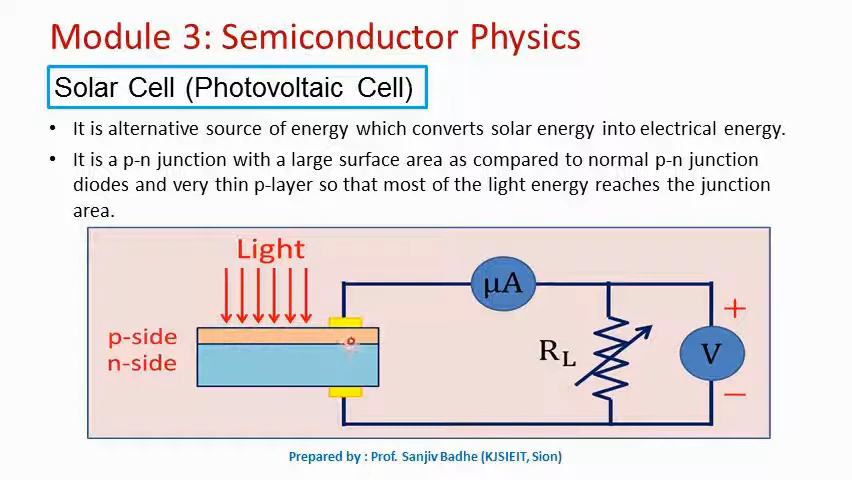 Module 3: Semiconductor Physics
Solar Cell (Photovoltaic Cell)
• It is alternative source of energy which converts solar energy into electrical energy.
• It is a p-n junction with a large surface area as compared to normal p-n junction
diodes and very thin p-layer so that most of the light energy reaches the junction
area.
Light
μA
p-side
n-side
R_L
+
V
−
Prepared by : Prof. Sanjiv Badhe (KJSIEIT, Sion)